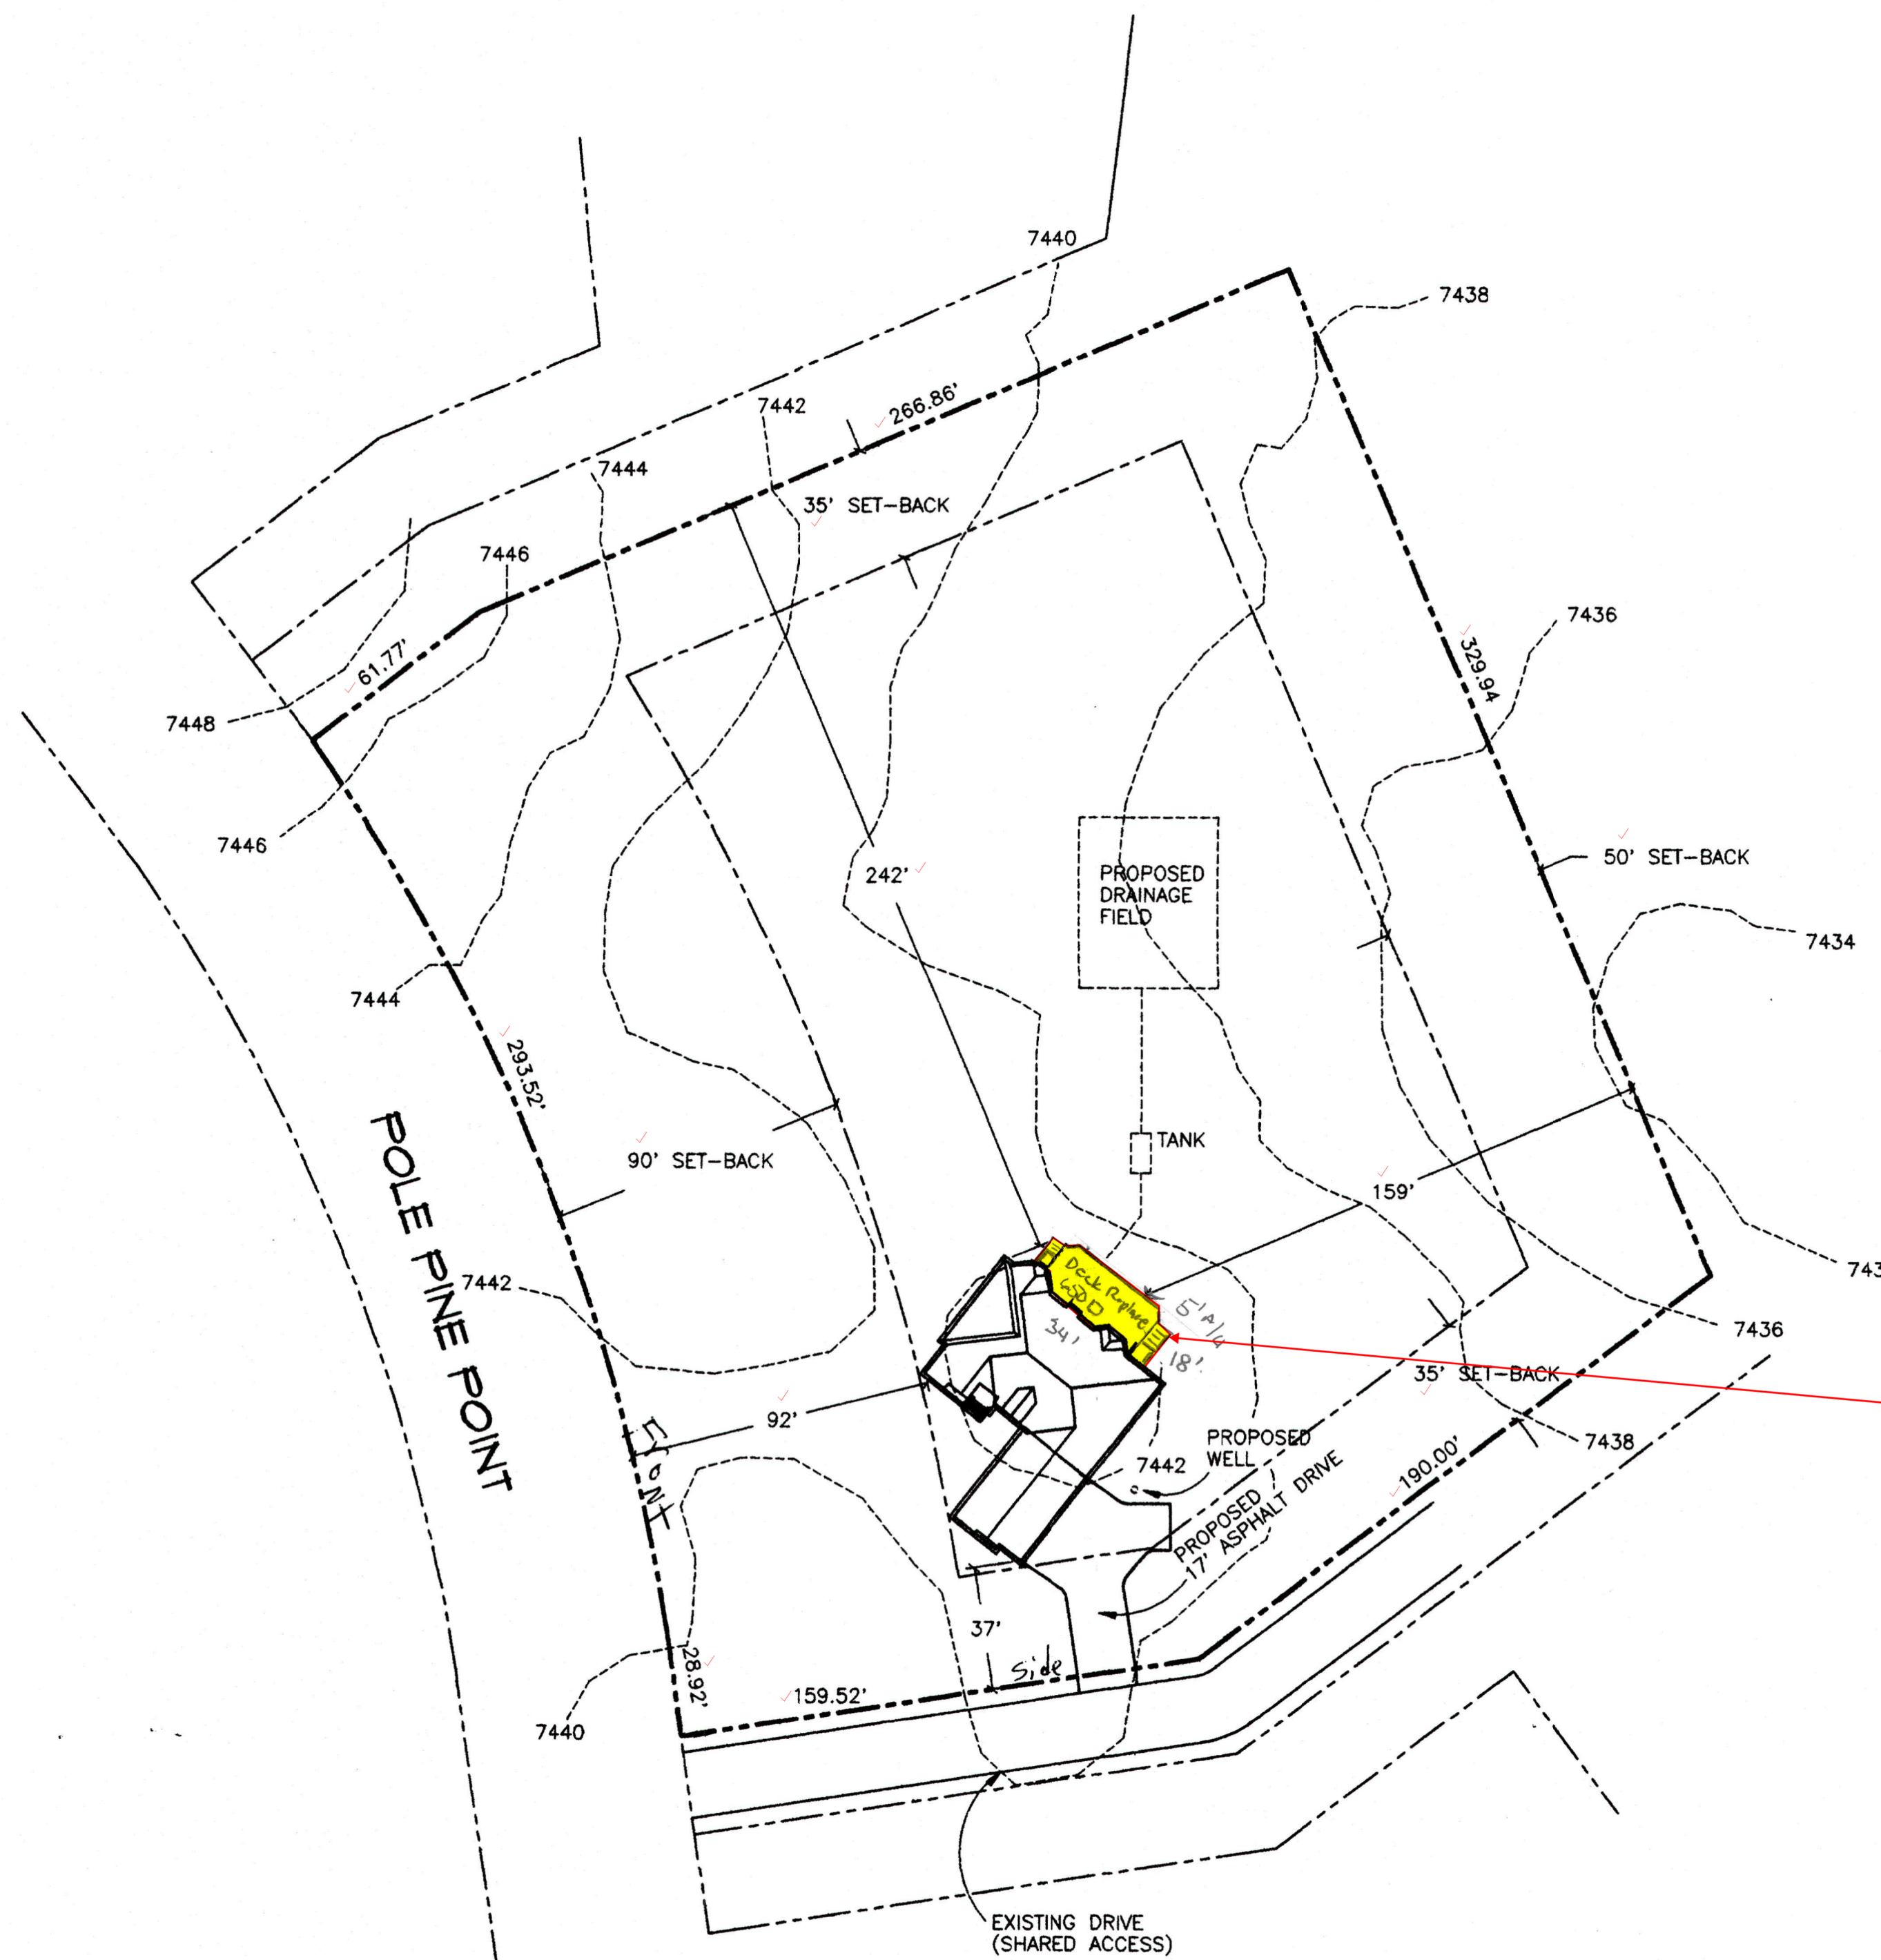 7440
7438
266.86'
7442
7444
35' SET-BACK
7446
7436
61.77'
329.94
7448
7446
50' SET-BACK
242'
PROPOSED
DRAINAGE
FIELD
7434
7444
293.52'
POLE PINE POINT
90' SET-BACK
TANK
159'
7442
Deck Replace
650
5'
34'
18'
7436
35' SET-BACK
92'
Front
PROPOSED
WELL
7442
7438
190.00'
PROPOSED
17' ASPHALT DRIVE
37'
Side
28.92'
159.52'
7440
EXISTING DRIVE
(SHARED ACCESS)